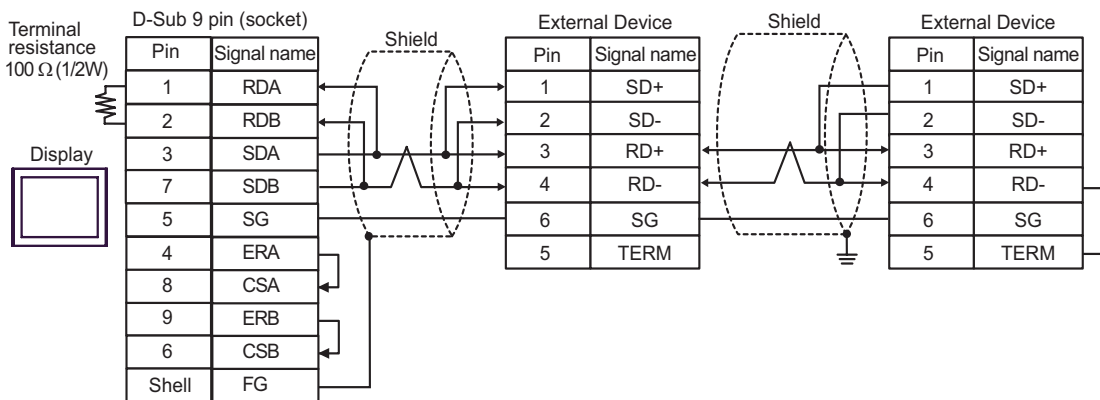 Terminal
resistance
100 Ω (1/2W)
Display
D-Sub 9 pin (socket)
Pin Signal name
1 RDA
2 RDB
3 SDA
7 SDB
5 SG
4 ERA
8 CSA
9 ERB
6 CSB
Shell FG
Shield
External Device
Pin Signal name
1 SD+
2 SD-
3 RD+
4 RD-
6 SG
5 TERM
Shield
External Device
Pin Signal name
1 SD+
2 SD-
3 RD+
4 RD-
6 SG
5 TERM